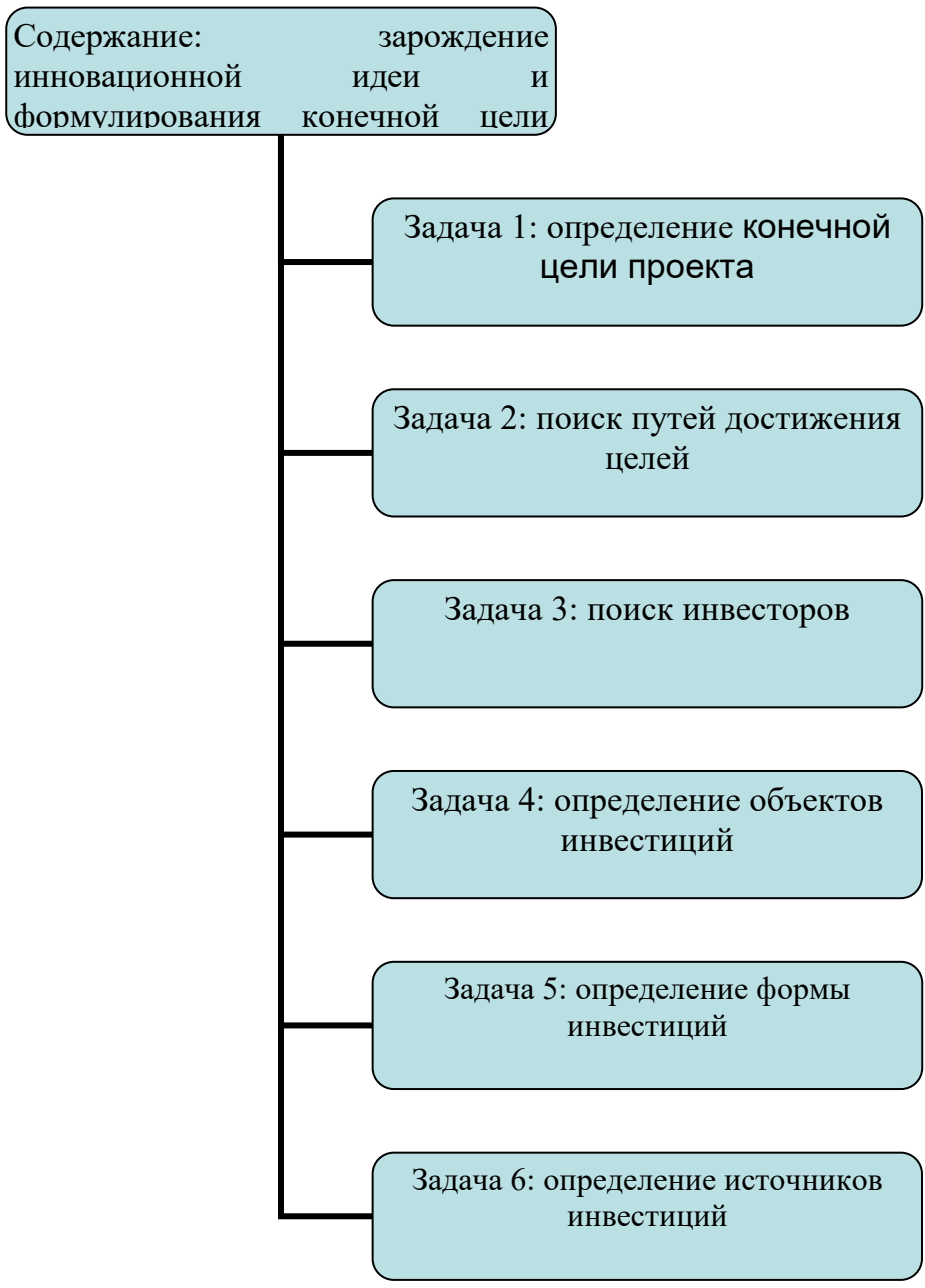 Содержание: зарождение
инновационной идеи и
формулирования конечной цели
Задача 1: определение конечной
цели проекта
Задача 2: поиск путей достижения
целей
Задача 3: поиск инвесторов
Задача 4: определение объектов
инвестиций
Задача 5: определение формы
инвестиций
Задача 6: определение источников
инвестиций